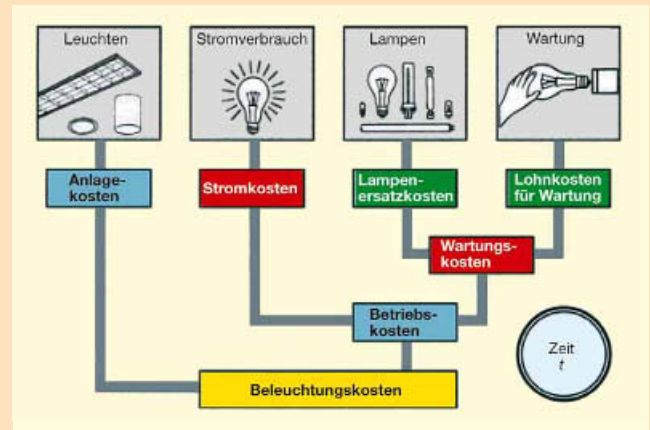 Leuchten
Stromverbrauch
Lampen
Wartung
Anlage-
kosten
Stromkosten
Lampen-
ersatzkosten
Lohnkosten
für Wartung
Wartungs-
kosten
Betriebs-
kosten
Zeit
t
Beleuchtungskosten